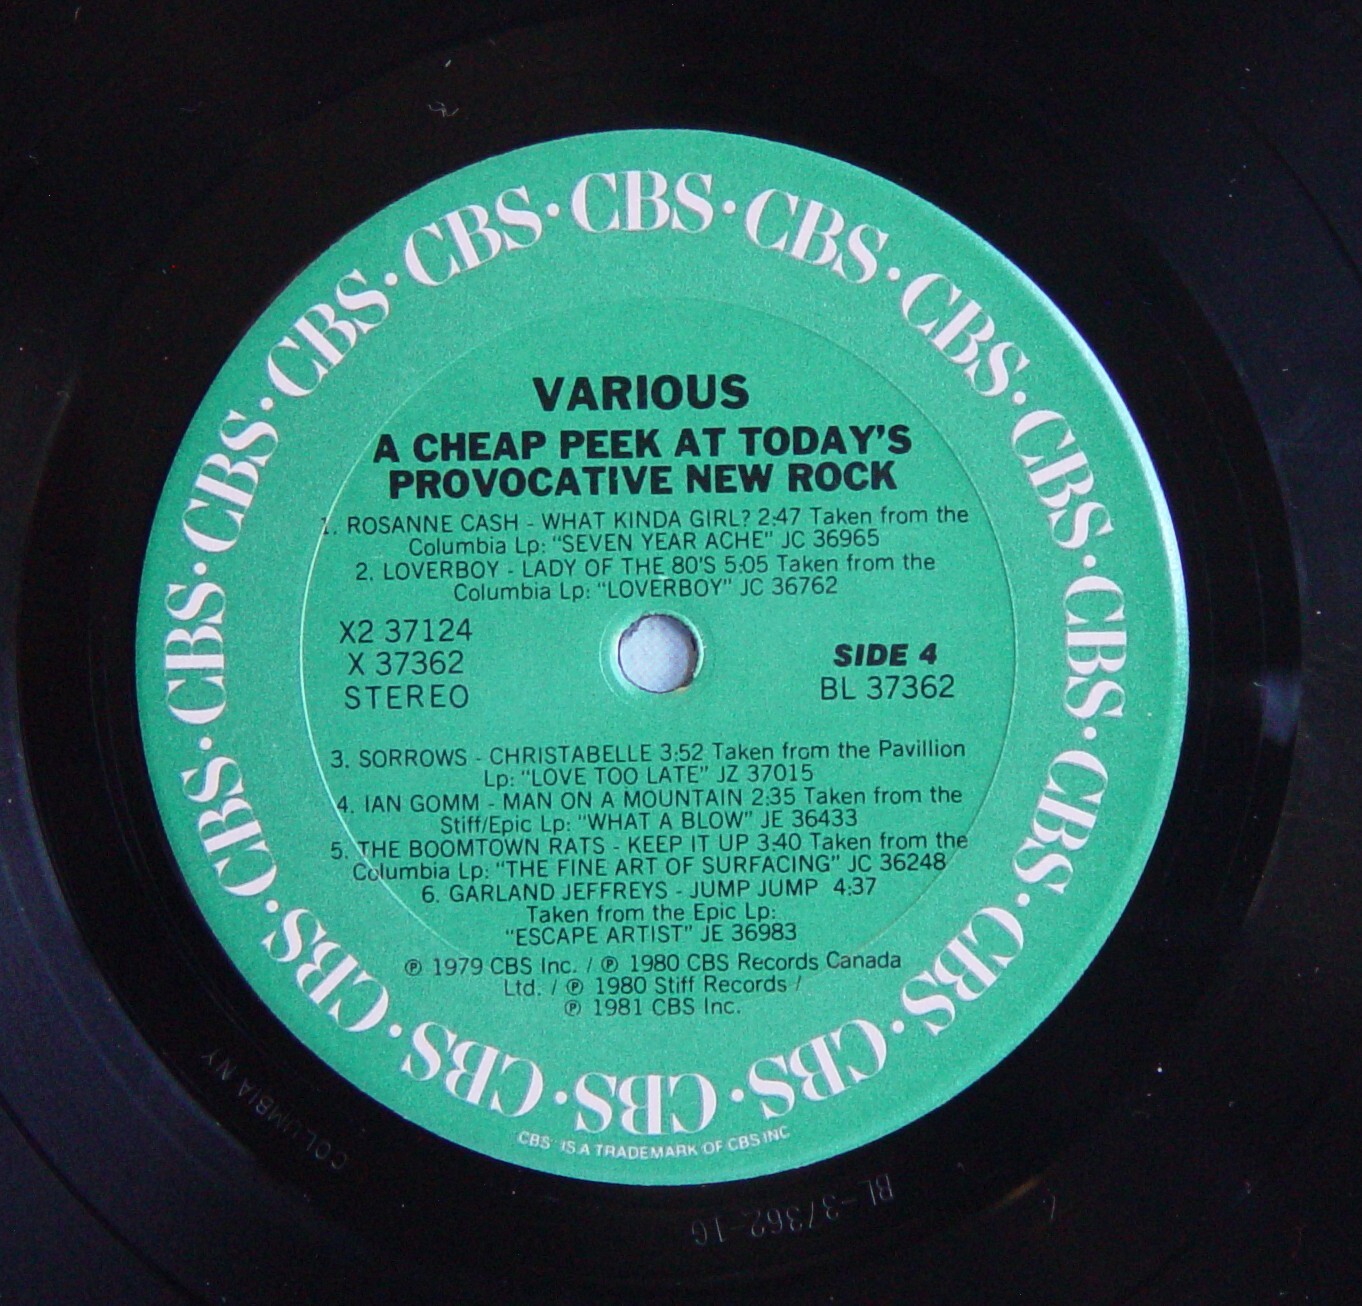 CBS · CBS · CBS · CBS · CBS · CBS · CBS · CBS · CBS · CBS · CBS · CBS · CBS · CBS · CBS · CBS · CBS · CBS
VARIOUS
A CHEAP PEEK AT TODAY'S
PROVOCATIVE NEW ROCK
1. ROSANNE CASH - WHAT KINDA GIRL? 2:47 Taken from the
Columbia Lp: "SEVEN YEAR ACHE" JC 36965
2. LOVERBOY - LADY OF THE 80'S 5:05 Taken from the
Columbia Lp: "LOVERBOY" JC 36762
X2 37124
X 37362
STEREO
SIDE 4
BL 37362
3. SORROWS - CHRISTABELLE 3:52 Taken from the Pavillion
Lp: "LOVE TOO LATE" JZ 37015
4. IAN GOMM - MAN ON A MOUNTAIN 2:35 Taken from the
Stiff/Epic Lp: "WHAT A BLOW" JE 36433
5. THE BOOMTOWN RATS - KEEP IT UP 3:40 Taken from the
Columbia Lp: "THE FINE ART OF SURFACING" JC 36248
6. GARLAND JEFFREYS - JUMP JUMP 4:37
Taken from the Epic Lp:
"ESCAPE ARTIST" JE 36983
℗ 1979 CBS Inc. / ℗ 1980 CBS Records Canada
Ltd. / ℗ 1980 Stiff Records /
℗ 1981 CBS Inc.
"CBS" IS A TRADEMARK OF CBS INC
COLUMBIA NY
BL-37362-1G